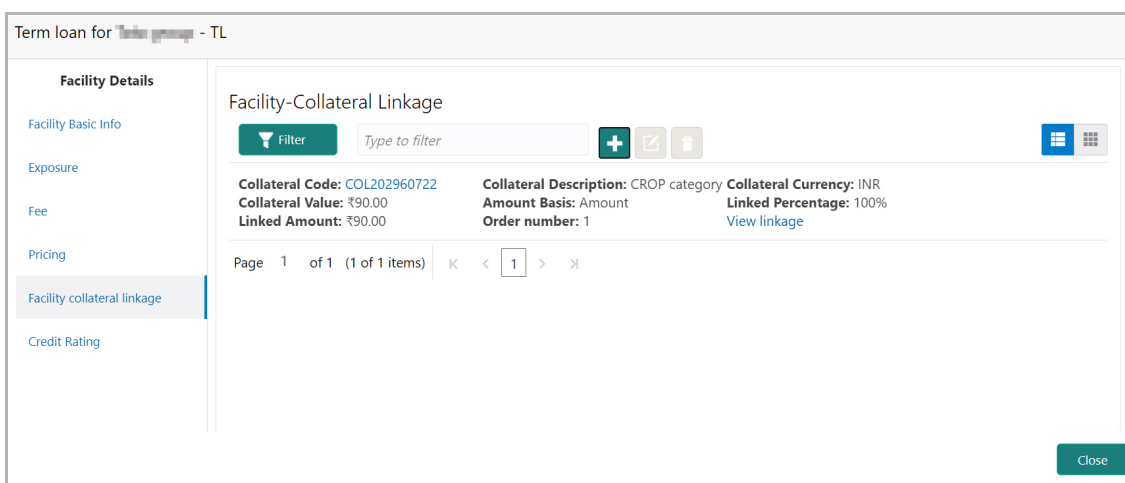 Term loan for - TL
Facility Details
Facility Basic Info
Exposure
Fee
Pricing
Facility collateral linkage
Credit Rating
Facility-Collateral Linkage
Filter Type to filter
Collateral Code: COL202960722 Collateral Description: CROP category Collateral Currency: INR
Collateral Value: ₹90.00 Amount Basis: Amount Linked Percentage: 100%
Linked Amount: ₹90.00 Order number: 1 View linkage
Page 1 of 1 (1 of 1 items) 1
Close